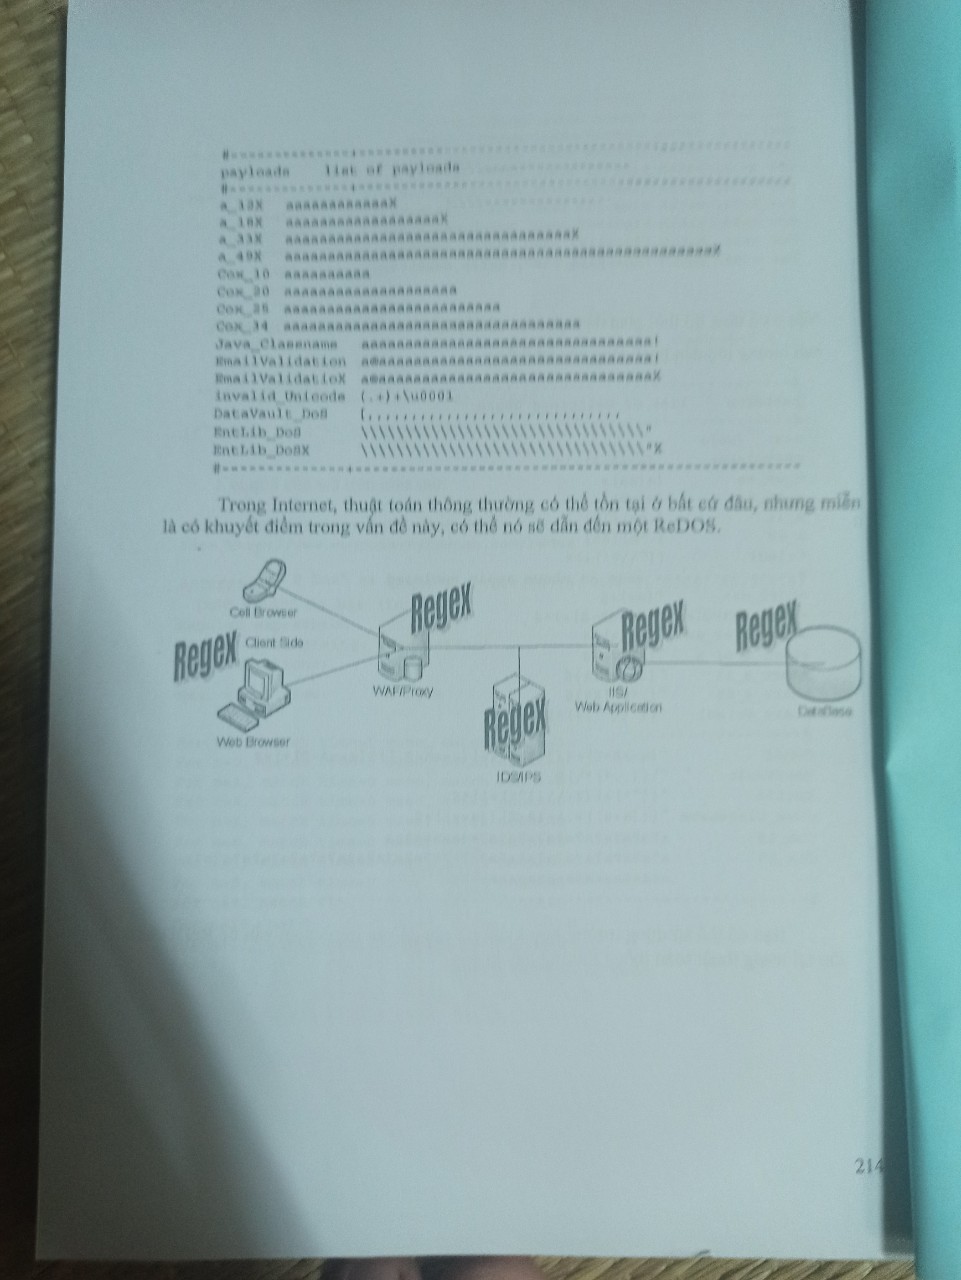 #---------------+---------------------------------------------------
payloads    list of payloads
#---------------+---------------------------------------------------
a_12X  aaaaaaaaaaaaX
a_18X  aaaaaaaaaaaaaaaaaaX
a_33X  aaaaaaaaaaaaaaaaaaaaaaaaaaaaaaaaaX
a_49X  aaaaaaaaaaaaaaaaaaaaaaaaaaaaaaaaaaaaaaaaaaaaaaaaaX
Cox_10  aaaaaaaaaa
Cox_20  aaaaaaaaaaaaaaaaaaaa
Cox_25  aaaaaaaaaaaaaaaaaaaaaaaaa
Cox_34  aaaaaaaaaaaaaaaaaaaaaaaaaaaaaaaaaa
Java_Classname   aaaaaaaaaaaaaaaaaaaaaaaaaaaaaaaaa!
EmailValidation  a@aaaaaaaaaaaaaaaaaaaaaaaaaaaaaaa!
EmailValidatioX  a@aaaaaaaaaaaaaaaaaaaaaaaaaaaaaaaX
invalid_Unicode  (.+)+\u0001
DataVault_DoS    [,,,,,,,,,,,,,,,,,,,,,,,,,,,,,
EntLib_DoS       \\\\\\\\\\\\\\\\\\\\\\\\\\\\\\\\"
EntLib_DoSX      \\\\\\\\\\\\\\\\\\\\\\\\\\\\\\\\"X
#---------------+---------------------------------------------------
Trong Internet, thuật toán thông thường có thể tồn tại ở bất cứ đâu, nhưng miễn
là có khuyết điểm trong vấn đề này, có thể nó sẽ dẫn đến một ReDOS.
Cell Browser
Regex
Regex
Regex
Regex
Client Side
WAF/Proxy
IIS/
Web Application
DataBase
Regex
Web Browser
IDS/IPS
214